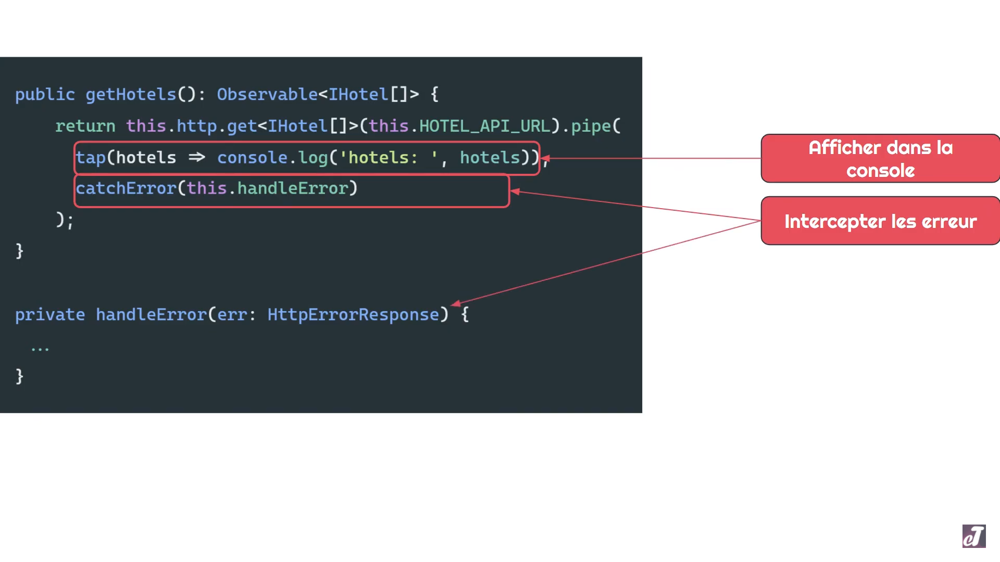 public getHotels(): Observable<IHotel[]> {
return this.http.get<IHotel[]>(this.HOTEL_API_URL).pipe(
tap(hotels => console.log('hotels: ', hotels)),
catchError(this.handleError)
);
}
private handleError(err: HttpErrorResponse) {
...
}
Afficher dans la
console
Intercepter les erreur
eT